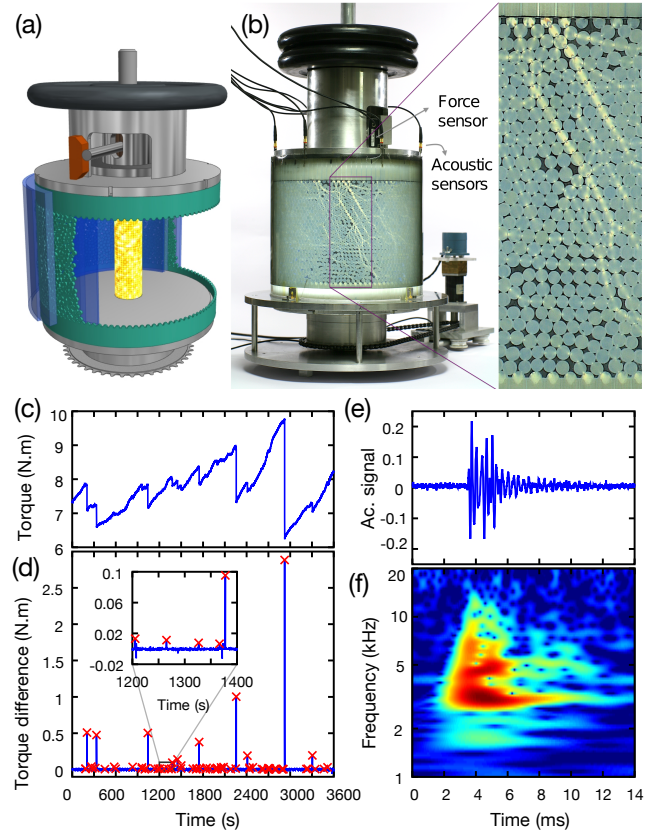 (a)
(b)
Force
sensor
Acoustic
sensors
(c)
10
9
8
7
6
Torque (N.m)
(d)
2.5
2
1.5
1
0.5
0
Torque difference (N.m)
0.1
0.06
0.02
-0.02
1200
1300
1400
Time (s)
0
600
1200
1800
2400
3000
3600
Time (s)
(e)
0.2
0.1
0
-0.1
-0.2
Ac. signal
(f)
20
10
5
2
1
Frequency (kHz)
0
2
4
6
8
10
12
14
Time (ms)